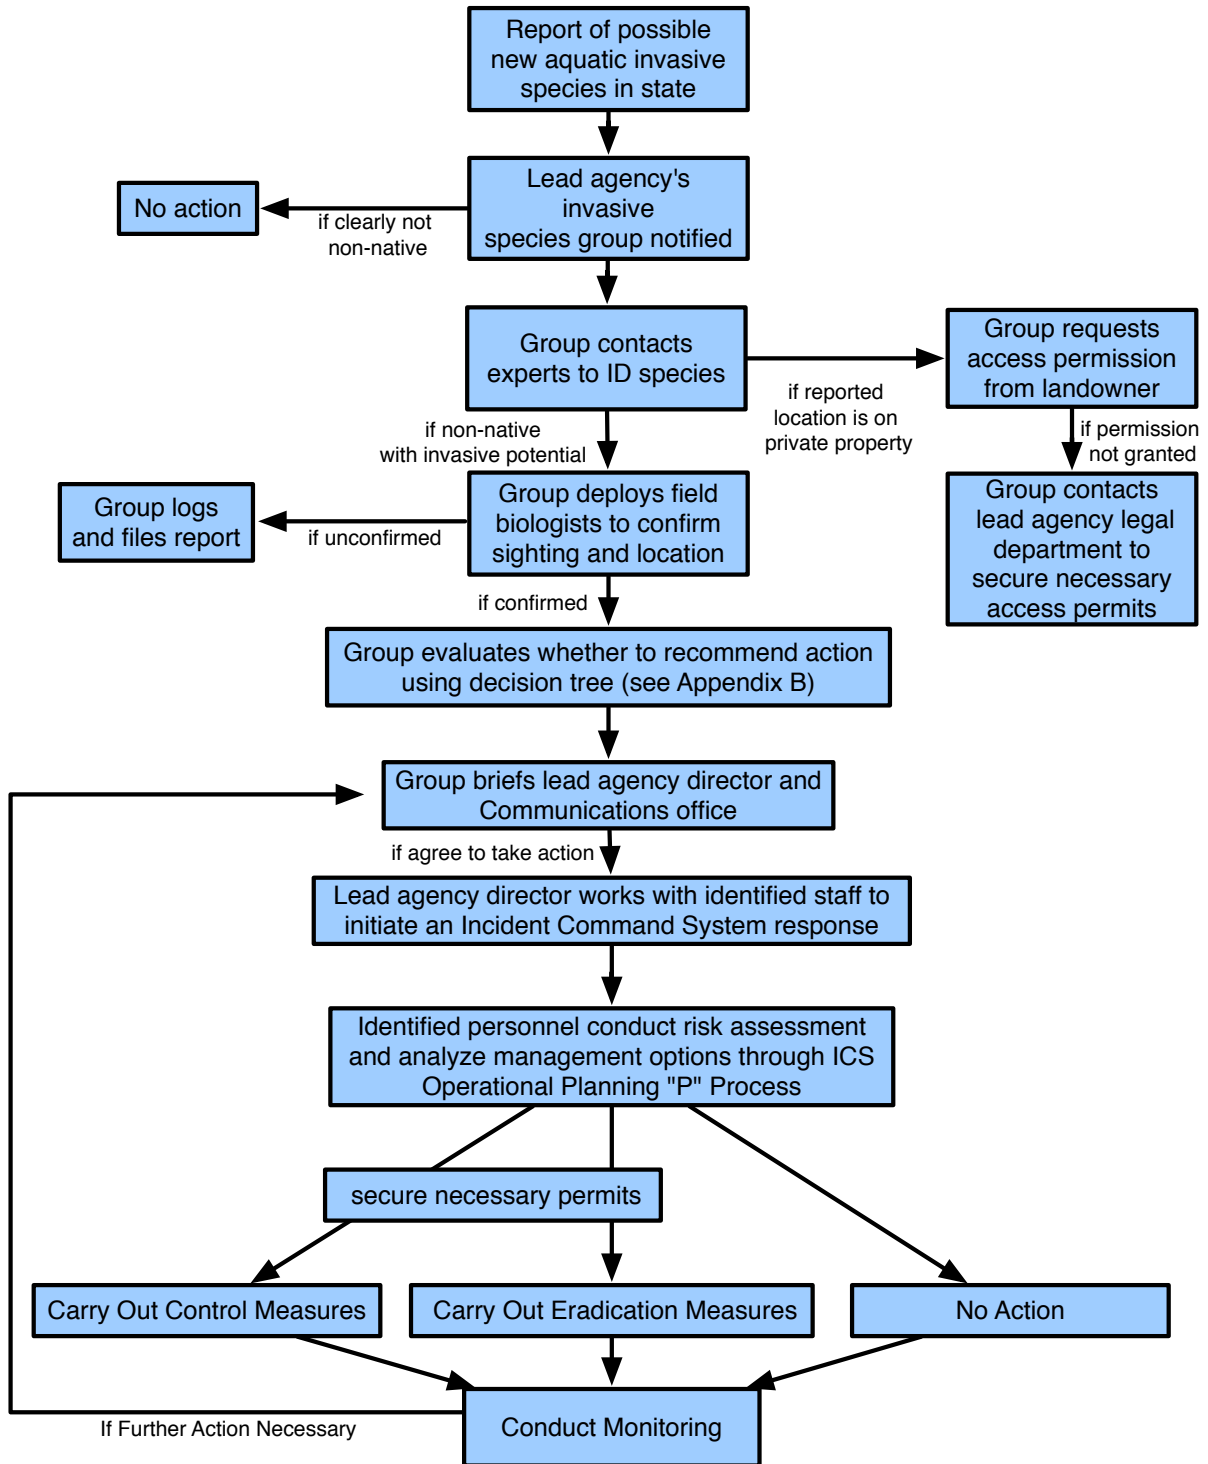 Report of possible
new aquatic invasive
species in state
Lead agency's
invasive
species group notified
No action
if clearly not
non-native
Group contacts
experts to ID species
if reported
location is on
private property
Group requests
access permission
from landowner
if permission
not granted
Group contacts
lead agency legal
department to
secure necessary
access permits
if non-native
with invasive potential
Group deploys field
biologists to confirm
sighting and location
if unconfirmed
Group logs
and files report
if confirmed
Group evaluates whether to recommend action
using decision tree (see Appendix B)
Group briefs lead agency director and
Communications office
if agree to take action
Lead agency director works with identified staff to
initiate an Incident Command System response
Identified personnel conduct risk assessment
and analyze management options through ICS
Operational Planning "P" Process
secure necessary permits
Carry Out Control Measures
Carry Out Eradication Measures
No Action
If Further Action Necessary
Conduct Monitoring